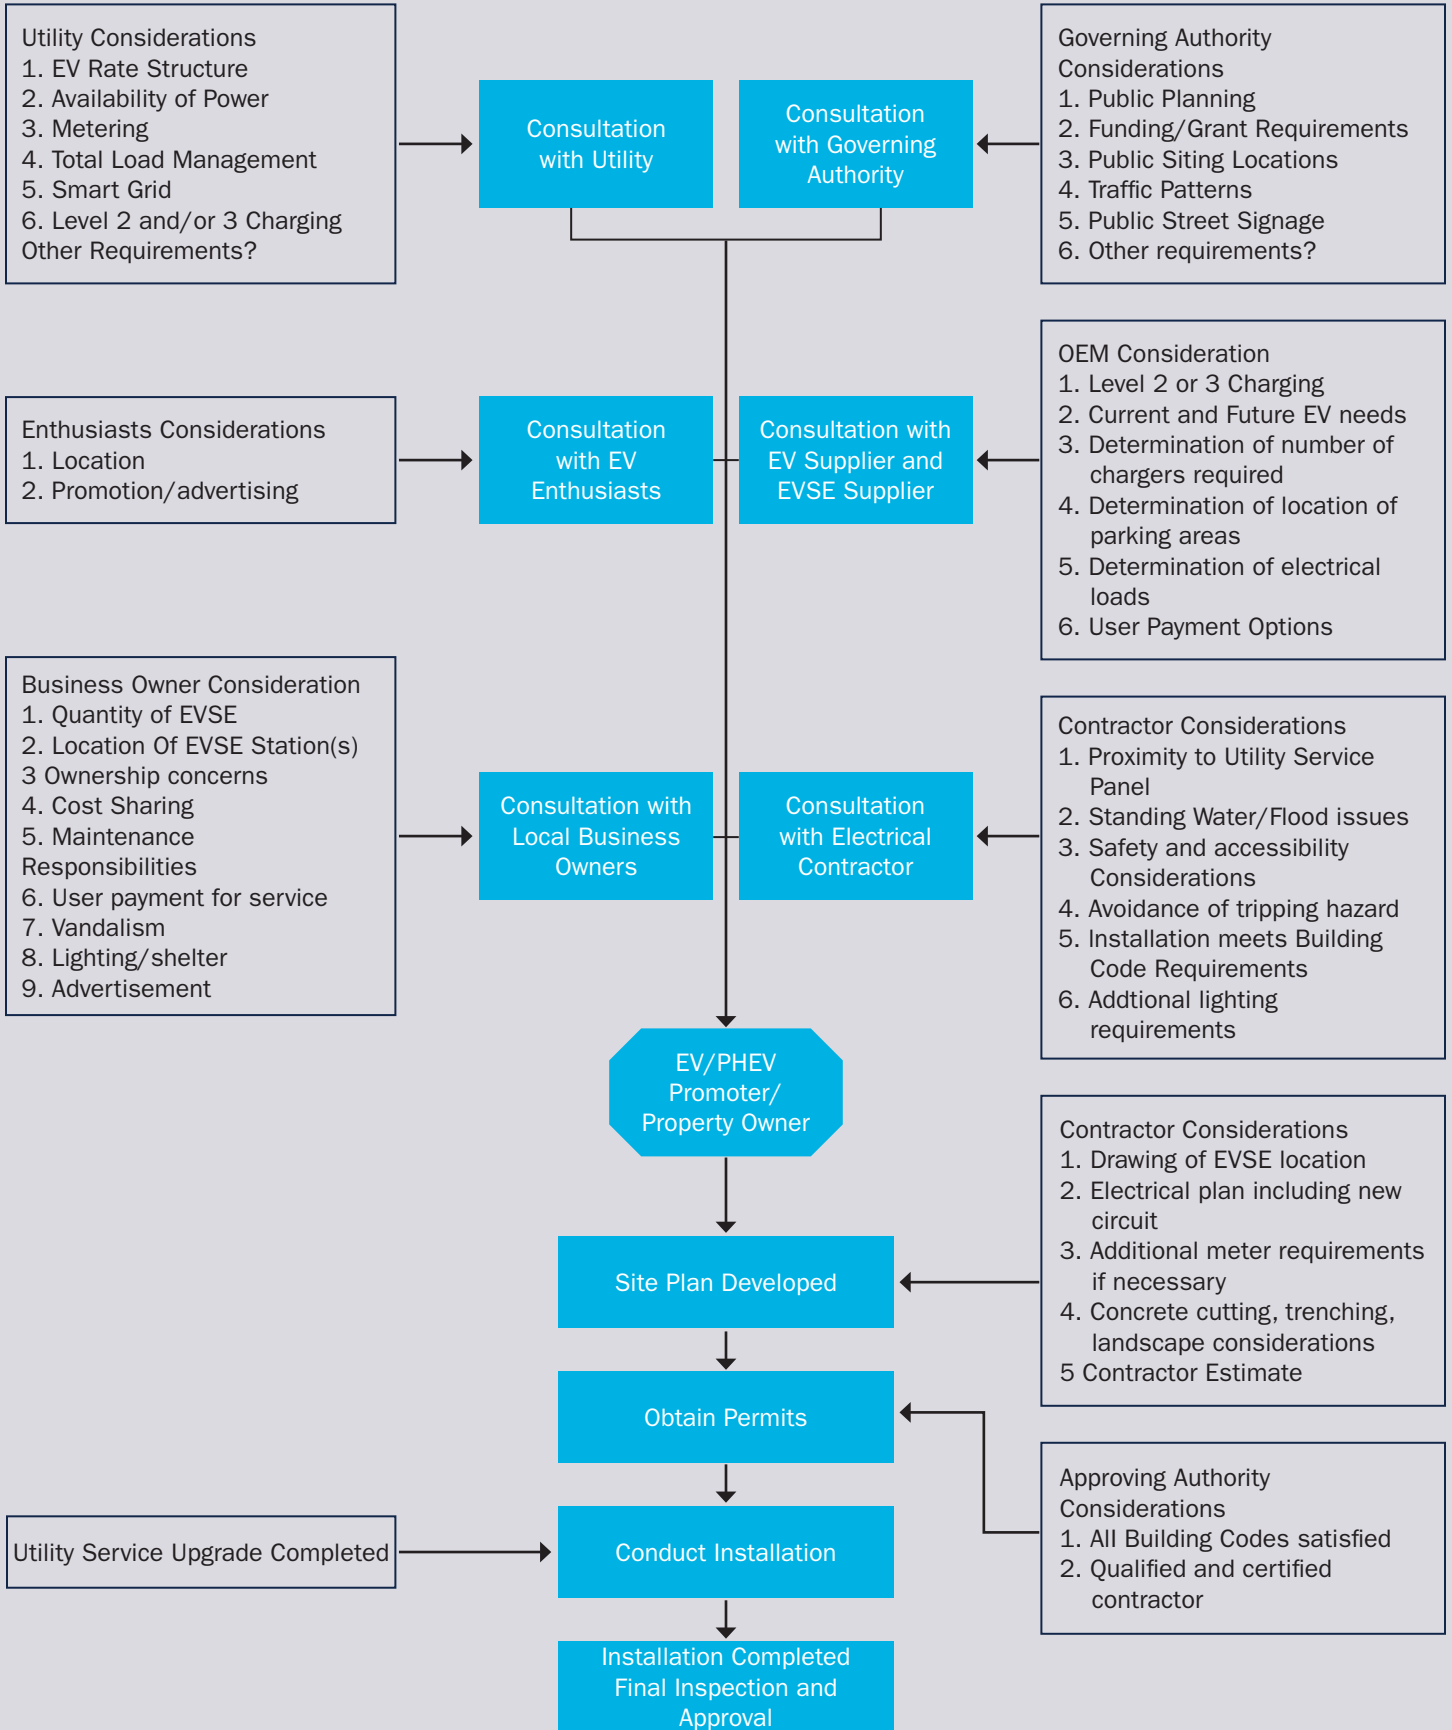 Utility Considerations
1. EV Rate Structure
2. Availability of Power
3. Metering
4. Total Load Management
5. Smart Grid
6. Level 2 and/or 3 Charging
Other Requirements?
Consultation
with Utility
Consultation
with Governing
Authority
Governing Authority
Considerations
1. Public Planning
2. Funding/Grant Requirements
3. Public Siting Locations
4. Traffic Patterns
5. Public Street Signage
6. Other requirements?
Enthusiasts Considerations
1. Location
2. Promotion/advertising
Consultation
with EV
Enthusiasts
Consultation with
EV Supplier and
EVSE Supplier
OEM Consideration
1. Level 2 or 3 Charging
2. Current and Future EV needs
3. Determination of number of
chargers required
4. Determination of location of
parking areas
5. Determination of electrical
loads
6. User Payment Options
Business Owner Consideration
1. Quantity of EVSE
2. Location Of EVSE Station(s)
3 Ownership concerns
4. Cost Sharing
5. Maintenance
Responsibilities
6. User payment for service
7. Vandalism
8. Lighting/shelter
9. Advertisement
Consultation with
Local Business
Owners
Consultation
with Electrical
Contractor
Contractor Considerations
1. Proximity to Utility Service
Panel
2. Standing Water/Flood issues
3. Safety and accessibility
Considerations
4. Avoidance of tripping hazard
5. Installation meets Building
Code Requirements
6. Addtional lighting
requirements
EV/PHEV
Promoter/
Property Owner
Contractor Considerations
1. Drawing of EVSE location
2. Electrical plan including new
circuit
3. Additional meter requirements
if necessary
4. Concrete cutting, trenching,
landscape considerations
5 Contractor Estimate
Site Plan Developed
Obtain Permits
Approving Authority
Considerations
1. All Building Codes satisfied
2. Qualified and certified
contractor
Utility Service Upgrade Completed
Conduct Installation
Installation Completed
Final Inspection and
Approval